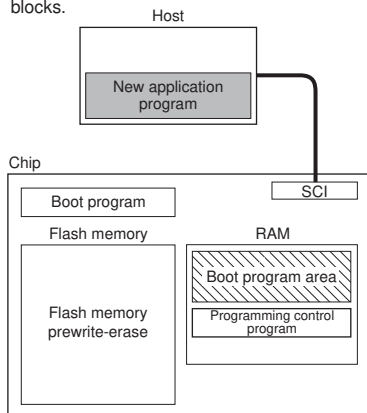 blocks.
Host
New application
program
Chip
SCI
Boot program
Flash memory
RAM
Boot program area
Flash memory
prewrite-erase
Programming control
program